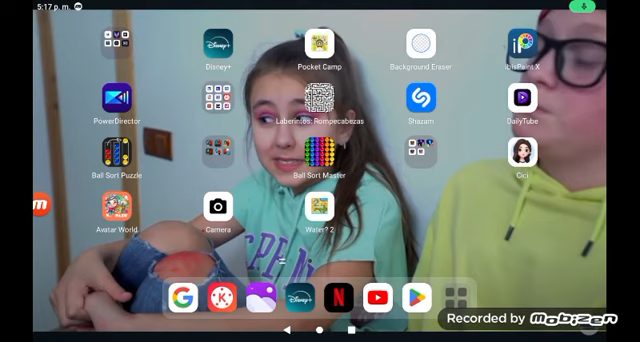 5:17 p. m.
Disney+
Pocket Camp
Background Eraser
ibisPaint X
PowerDirector
Laberintos: Rompecabezas
Shazam
DailyTube
Ball Sort Puzzle
Ball Sort Master
Cici
Avatar World
Camera
Water? 2
Recorded by MOBIZEN